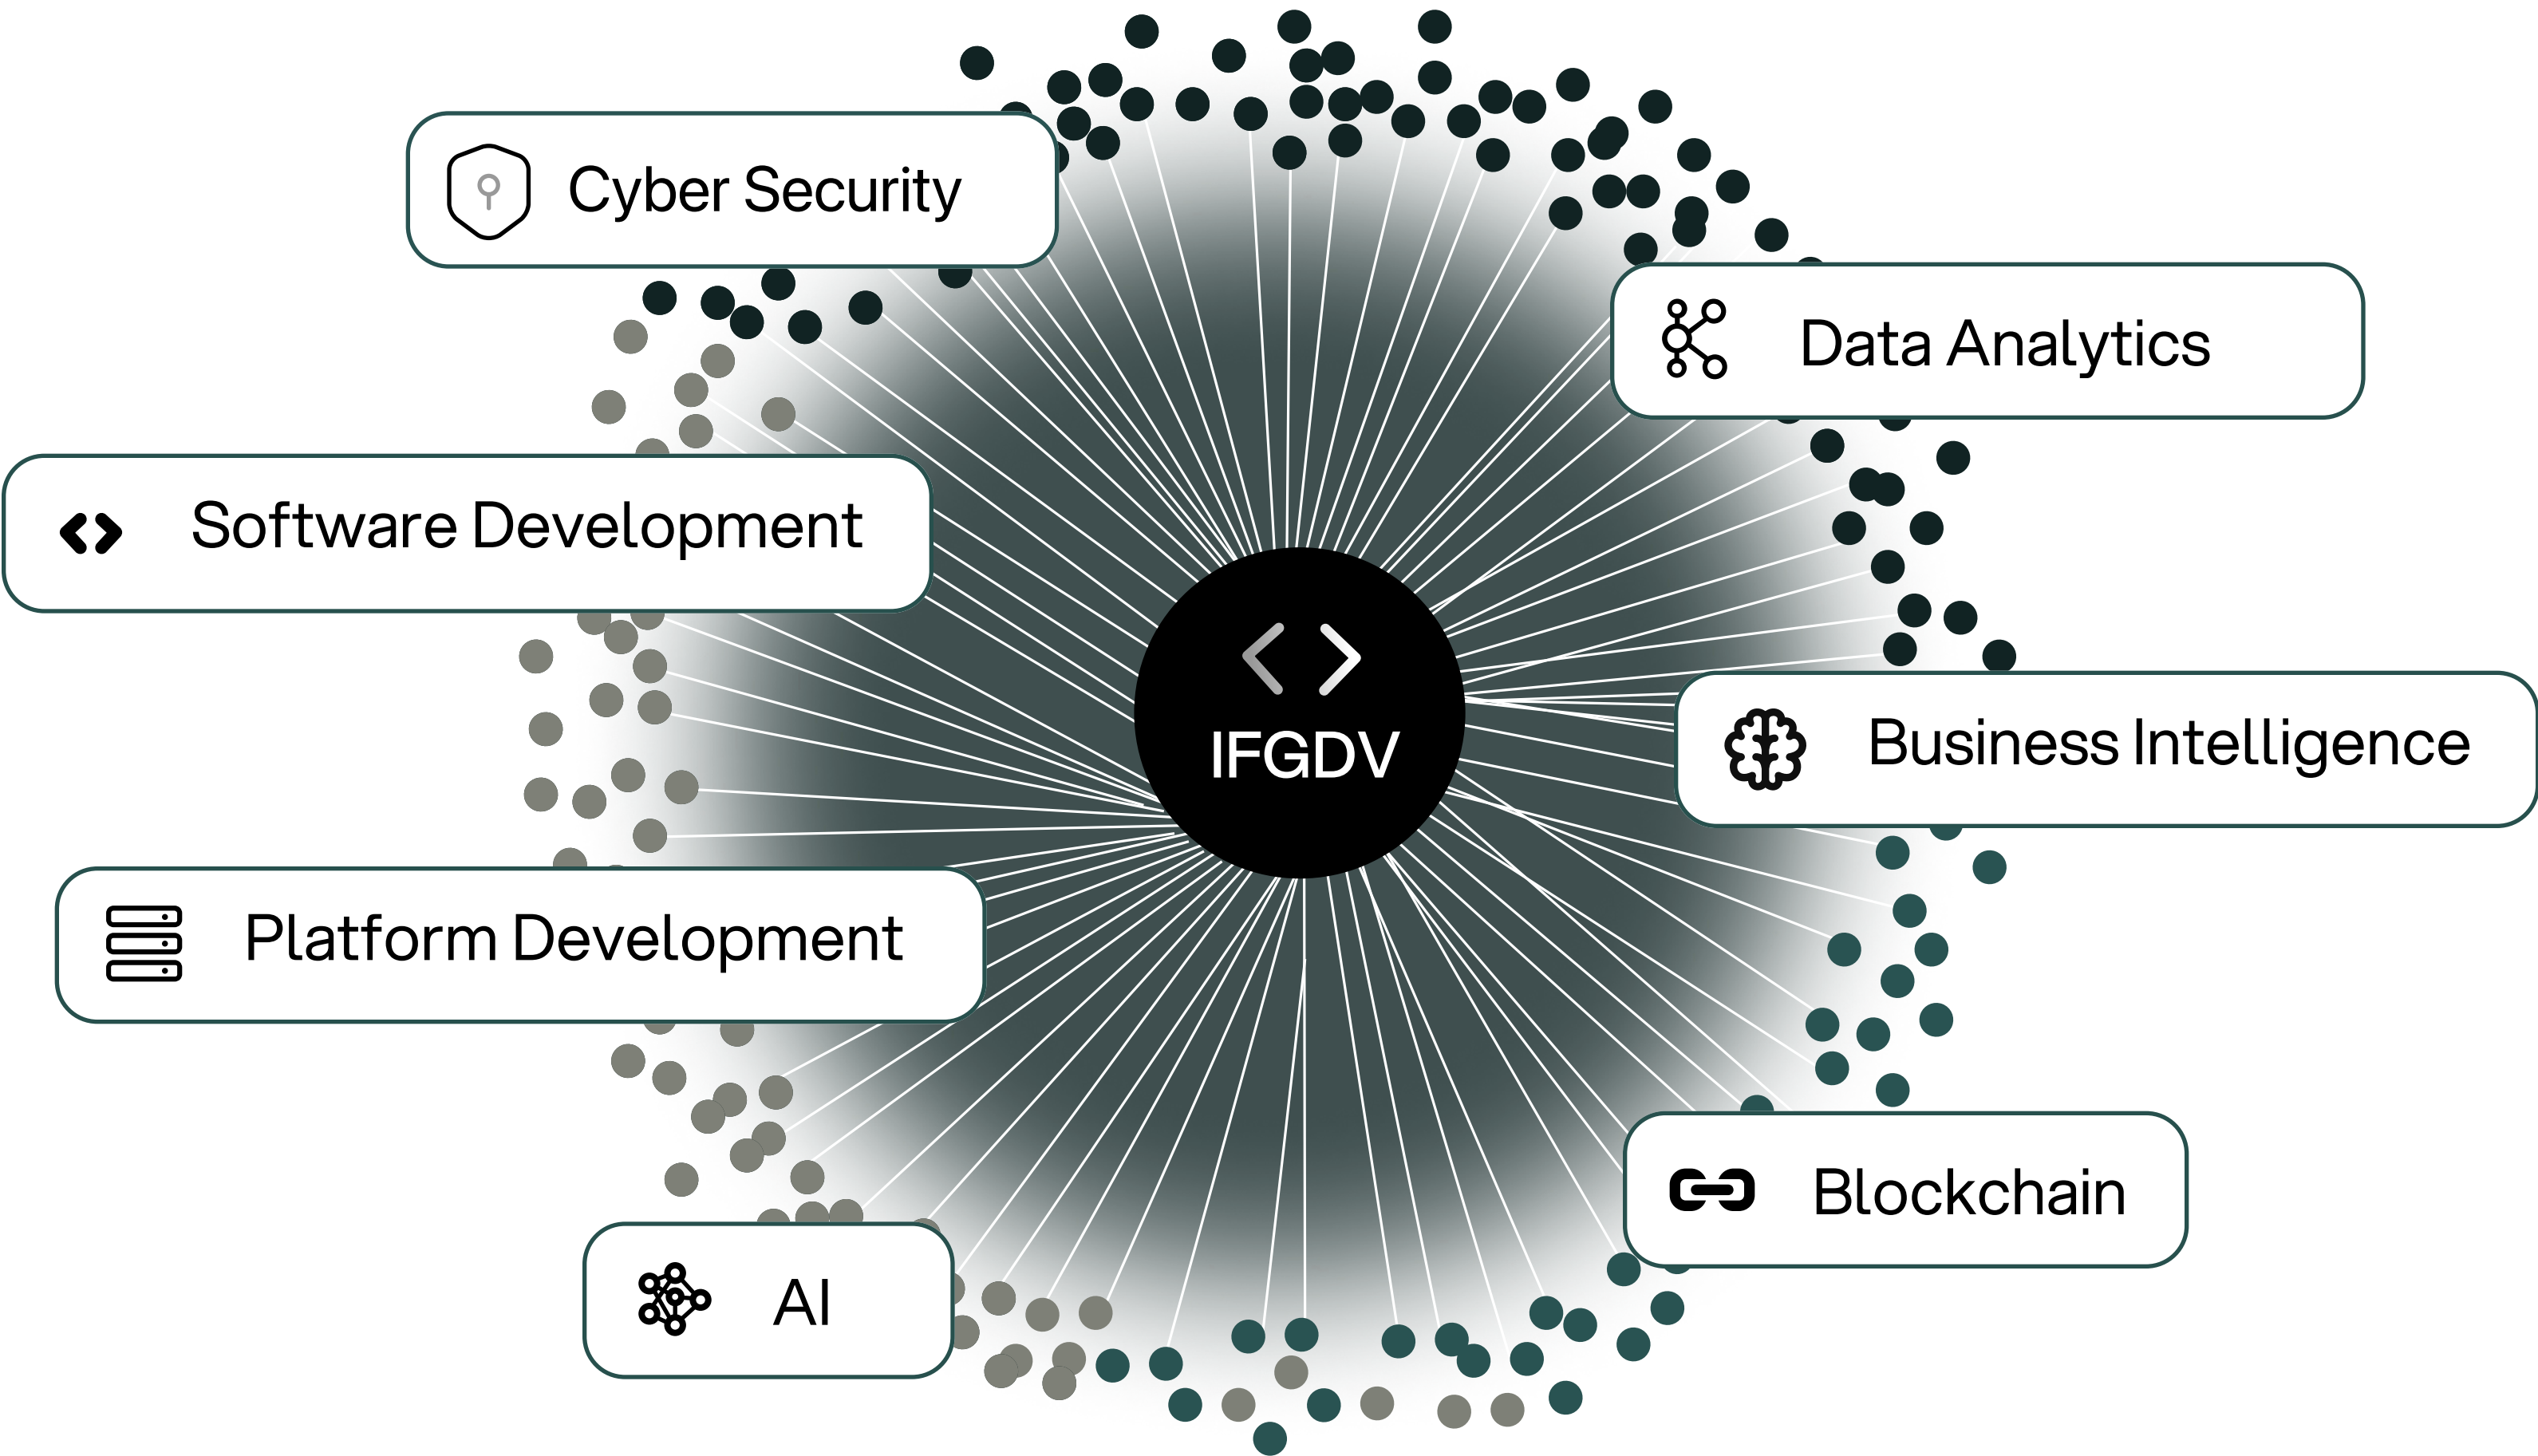 Cyber Security
Data Analytics
Software Development
IFGDV
Business Intelligence
Platform Development
Blockchain
AI